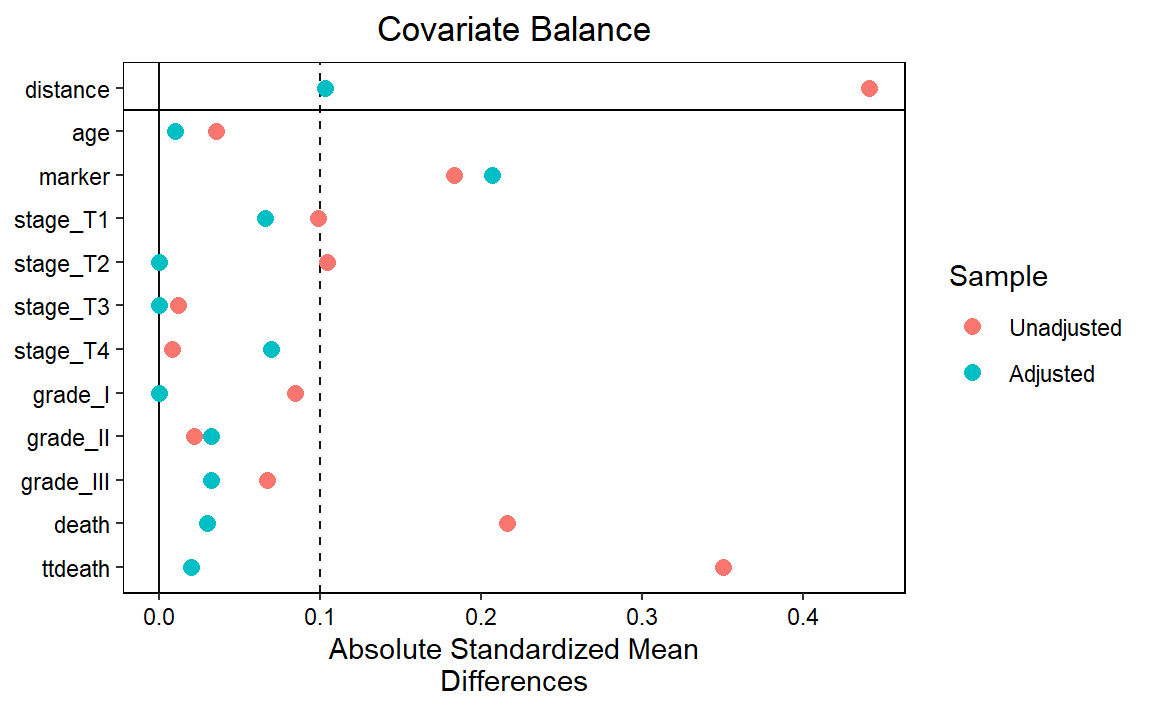 Covariate Balance
distance
age
marker
stage_T1
stage_T2
stage_T3
stage_T4
grade_I
grade_II
grade_III
death
ttdeath
0.0 0.1 0.2 0.3 0.4
Absolute Standardized Mean
Differences
Sample
Unadjusted
Adjusted